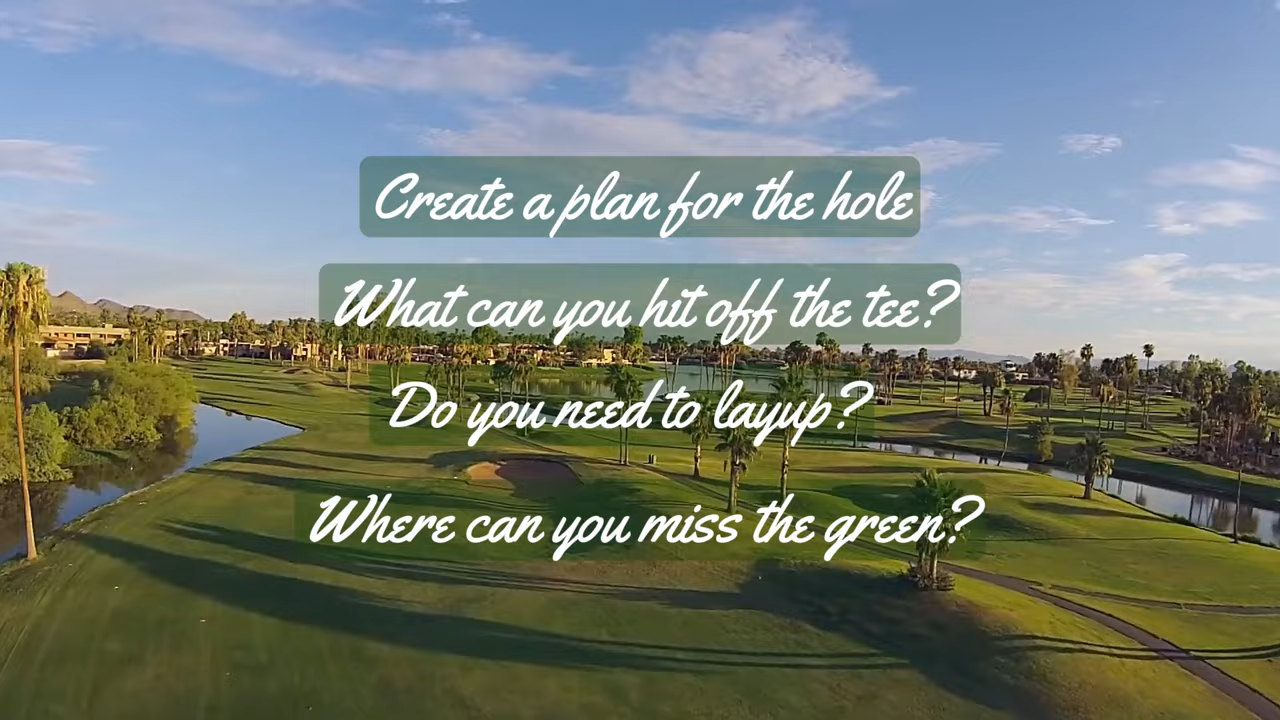 Create a plan for the hole
What can you hit off the tee?
Do you need to layup?
Where can you miss the green?